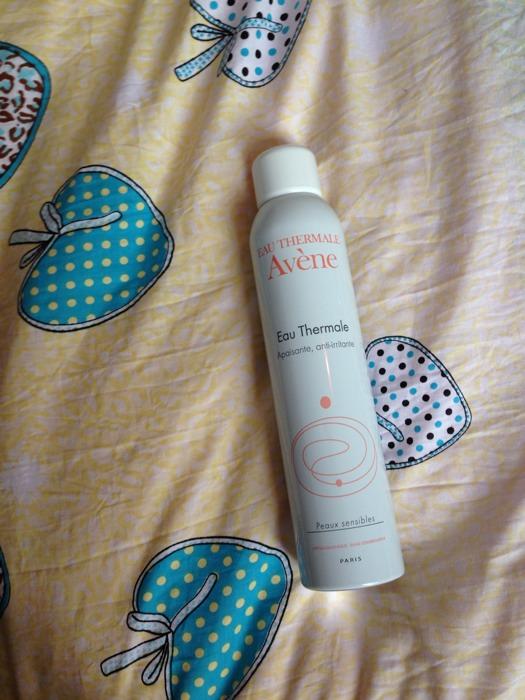 EAU THERMALE
Avène
Eau Thermale
Apaisante, anti-irritante
Peaux sensibles
PARIS